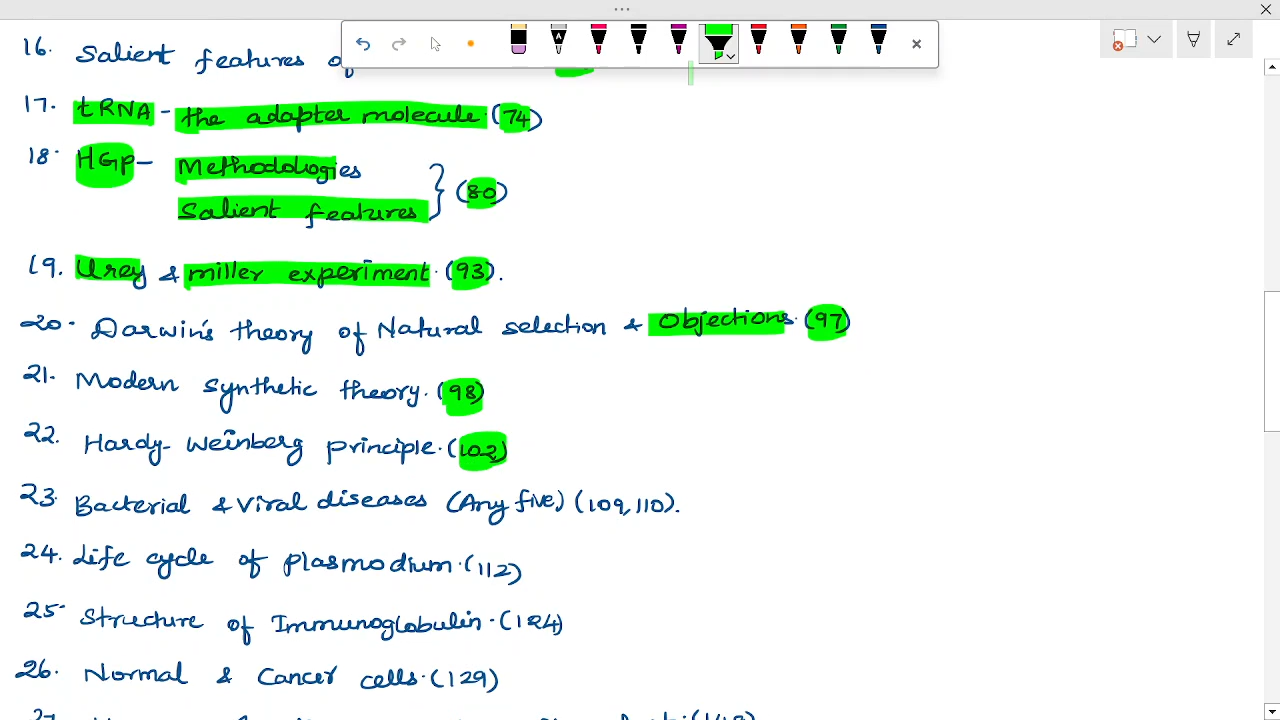 16. Salient features of
17. tRNA - the adapter molecule. (74)
18. HGP - Methodologies
Salient features } (80)
19. Urey & miller experiment. (93).
20. Darwin's theory of Natural selection & Objections. (97)
21. Modern synthetic theory. (98)
22. Hardy-Weinberg principle. (102)
23. Bacterial & Viral diseases (Any five) (109, 110).
24. Life cycle of plasmodium. (112)
25. Structure of Immunoglobulin. (124)
26. Normal & Cancer cells. (129)
27.